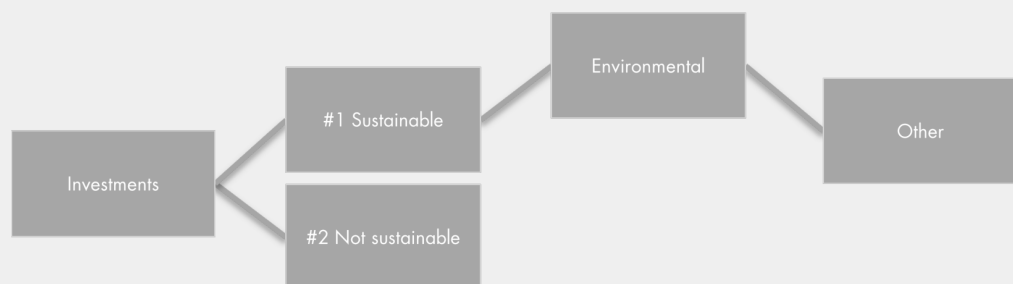 Investments
#1 Sustainable
#2 Not sustainable
Environmental
Other